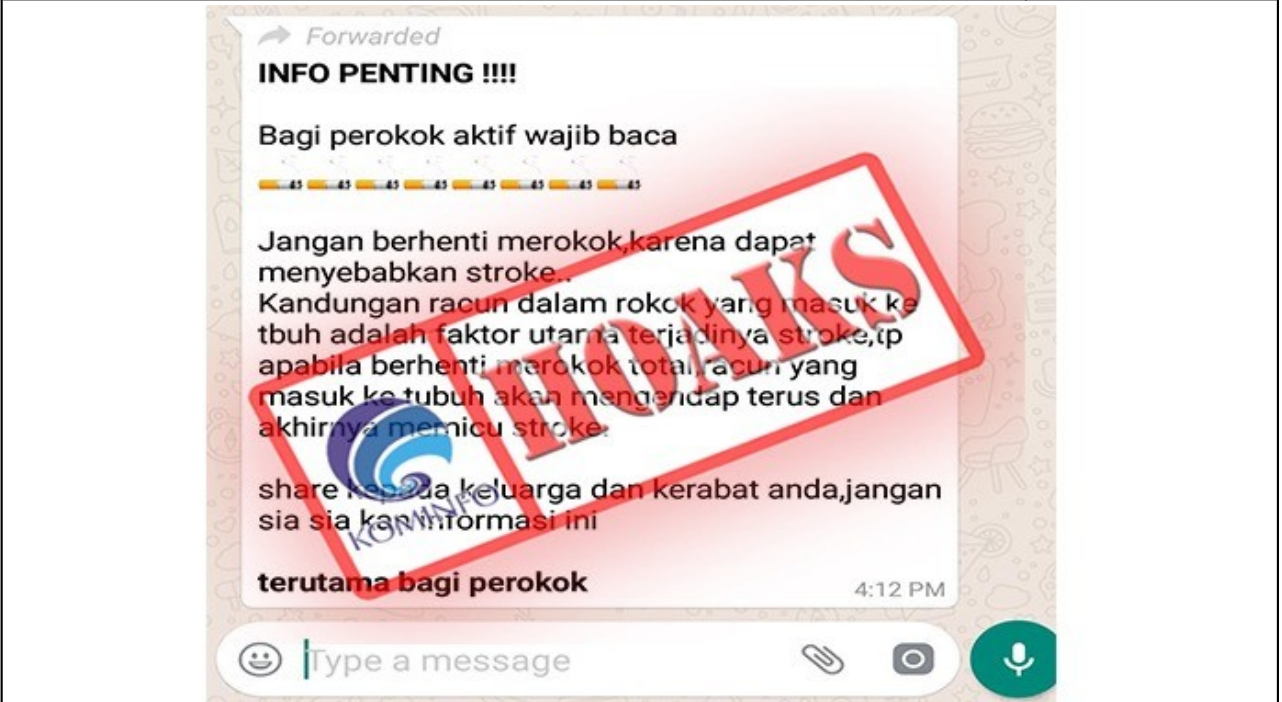 Forwarded
INFO PENTING !!!!
Bagi perokok aktif wajib baca
Jangan berhenti merokok,karena dapat
menyebabkan stroke..
Kandungan racun dalam rokok yang masuk ke
tbuh adalah faktor utama terjadinya stroke,tp
apabila berhenti merokok total,racun yang
masuk ke tubuh akan mengendap terus dan
akhirnya memicu stroke.
share kepada keluarga dan kerabat anda,jangan
sia sia kan informasi ini
terutama bagi perokok
4:12 PM
HOAKS
KOMINFO
Type a message